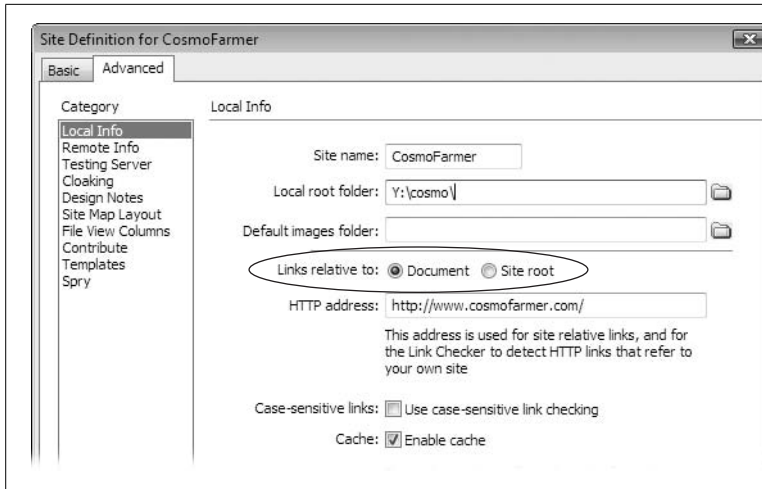 Site Definition for CosmoFarmer
Basic
Advanced
Category
Local Info
Remote Info
Testing Server
Cloaking
Design Notes
Site Map Layout
File View Columns
Contribute
Templates
Spry
Local Info
Site name: CosmoFarmer
Local root folder: Y:\cosmo\
Default images folder:
Links relative to: Document Site root
HTTP address: http://www.cosmofarmer.com/
This address is used for site relative links, and for
the Link Checker to detect HTTP links that refer to
your own site
Case-sensitive links: Use case-sensitive link checking
Cache: Enable cache